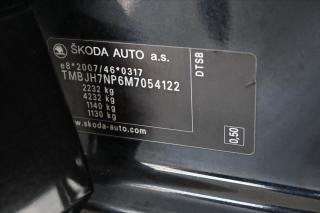 ŠKODA AUTO a.s.
e8*2007/46*0317
TMBJH7NP6M7054122
2232 kg
4232 kg
1140 kg
1130 kg
www.skoda-auto.com
DTSB
0,50